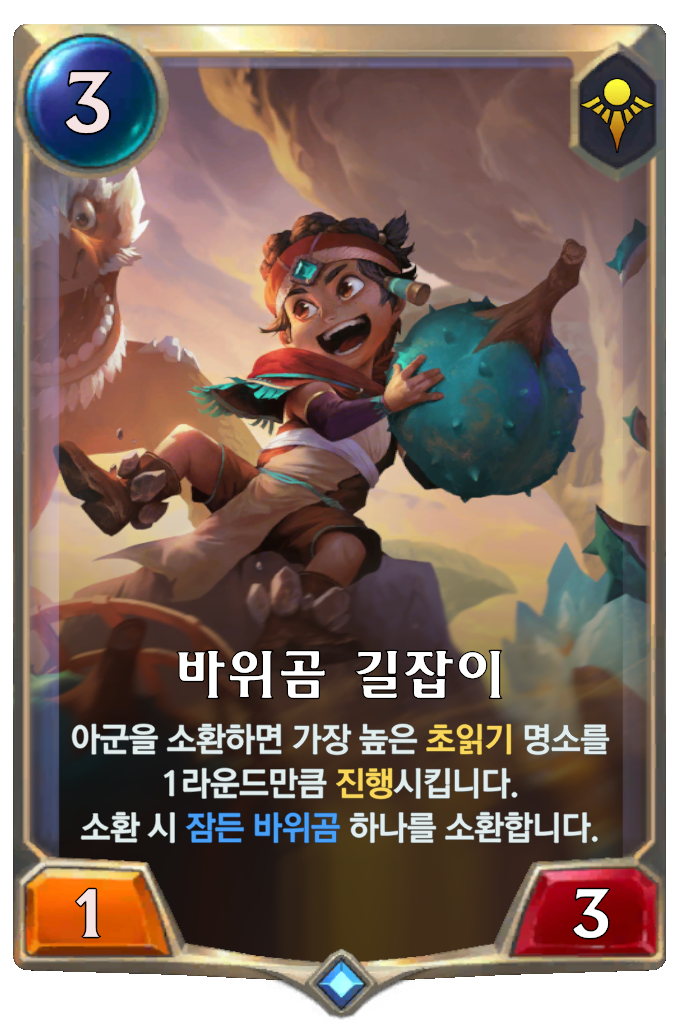 3
바위곰 길잡이
아군을 소환하면 가장 높은 초읽기 명소를
1라운드만큼 진행시킵니다.
소환 시 잠든 바위곰 하나를 소환합니다.
1
3